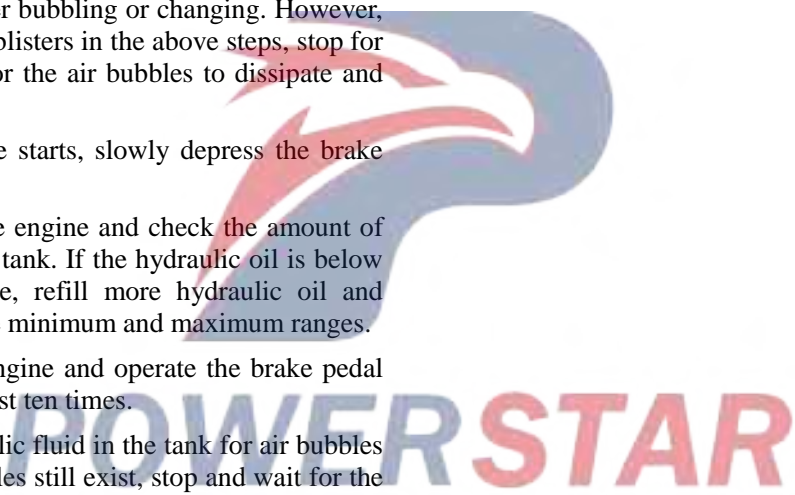 r bubbling or changing. However,
blisters in the above steps, stop for
or the air bubbles to dissipate and
e starts, slowly depress the brake
e engine and check the amount of
tank. If the hydraulic oil is below
e, refill more hydraulic oil and
minimum and maximum ranges.
ngine and operate the brake pedal
st ten times.
lic fluid in the tank for air bubbles
les still exist, stop and wait for the
POWERSTAR